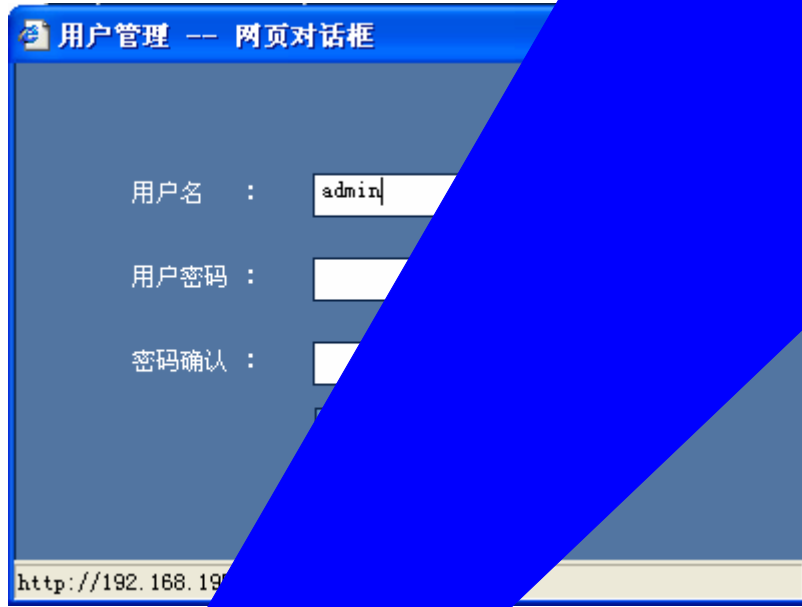 用户管理 -- 网页对话框
用户名 : admin
用户密码 :
密码确认 :
http://192.168.19